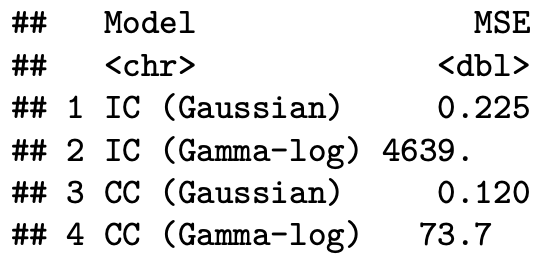 ##   Model              MSE
##   <chr>            <dbl>
## 1 IC (Gaussian)    0.225
## 2 IC (Gamma-log) 4639.
## 3 CC (Gaussian)    0.120
## 4 CC (Gamma-log)   73.7